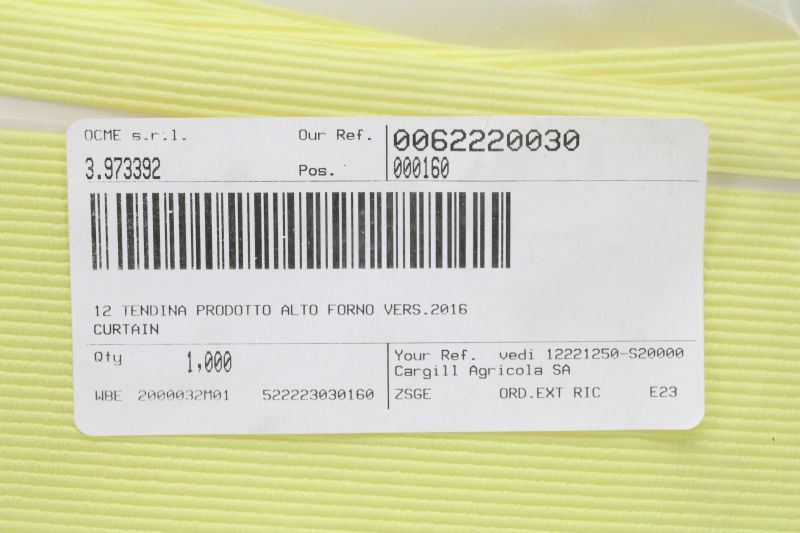 OCME s.r.l. Our Ref. 0062220030
3.973392 Pos. 000160
12 TENDINA PRODOTTO ALTO FORNO VERS.2016
CURTAIN
Qty 1,000
Your Ref. vedi 12221250-S20000
Cargill Agricola SA
WBE 2000032M01 522223030160 ZSGE ORD.EXT RIC E23